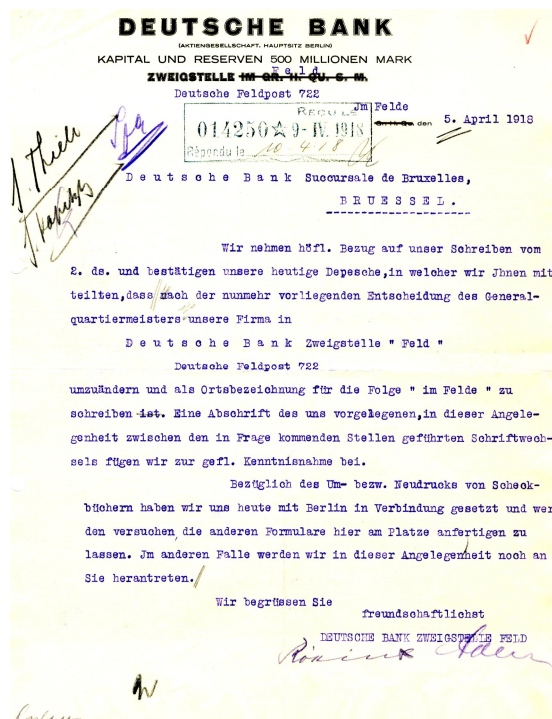 DEUTSCHE BANK
(AKTIENGESELLSCHAFT, HAUPTSITZ BERLIN)
KAPITAL UND RESERVEN 500 MILLIONEN MARK
ZWEIGSTELLE IM GR. H. QU. S. M.
Feld
Deutsche Feldpost 722
REÇU LE
Jm Felde
014250 ☆ 9-IV.1918
Gr. H. Qu. den 5. April 1918
Répondu le 10.4.18
J. Thiele
Deutsche Bank Succursale de Bruxelles,
BRUESSEL.
Wir nehmen höfl. Bezug auf unser Schreiben vom
2. ds. und bestätigen unsere heutige Depesche,in welcher wir Jhnen mit
teilten,dass nach der nunmehr vorliegenden Entscheidung des General-
quartiermeisters unsere Firma in
Deutsche Bank Zweigstelle " Feld "
Deutsche Feldpost 722
umzuändern und als Ortsbezeichnung für die Folge " im Felde " zu
schreiben ist. Eine Abschrift des uns vorgelegenen,in dieser Angele-
genheit zwischen den in Frage kommenden Stellen geführten Schriftwech-
sels fügen wir zur gefl. Kenntnisnahme bei.
Bezüglich des Um- bezw. Neudrucks von Scheck-
büchern haben wir uns heute mit Berlin in Verbindung gesetzt und wer
den versuchen, die anderen Formulare hier am Platze anfertigen zu
lassen. Jm anderen Falle werden wir in dieser Angelegenheit noch an
Sie herantreten.
Wir begrüssen Sie
freundschaftlichst
DEUTSCHE BANK ZWEIGSTELLE FELD